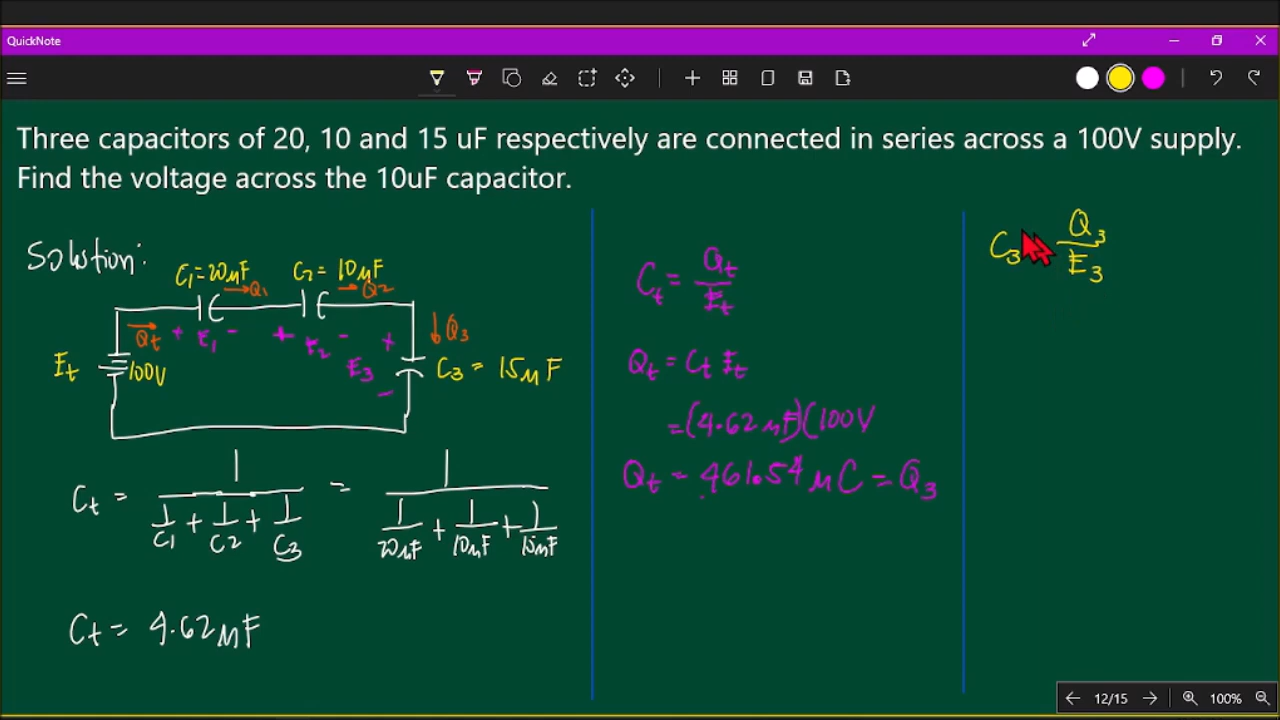 QuickNote
Three capacitors of 20, 10 and 15 uF respectively are connected in series across a 100V supply.
Find the voltage across the 10uF capacitor.
Solution:
C1=20μF C2=10μF
Q1 Q2
Qt + E1 - + E2 - E3 + -
Q3
Et 100V
C3 = 15μF
Ct = 1/(1/C1 + 1/C2 + 1/C3) = 1/(1/20μF + 1/10μF + 1/15μF)
Ct = 4.62μF
Ct = Qt/Et
Qt = Ct Et
=(4.62μF)(100V
Qt = 461.54μC = Q3
C3 Q3/E3
12/15
100%